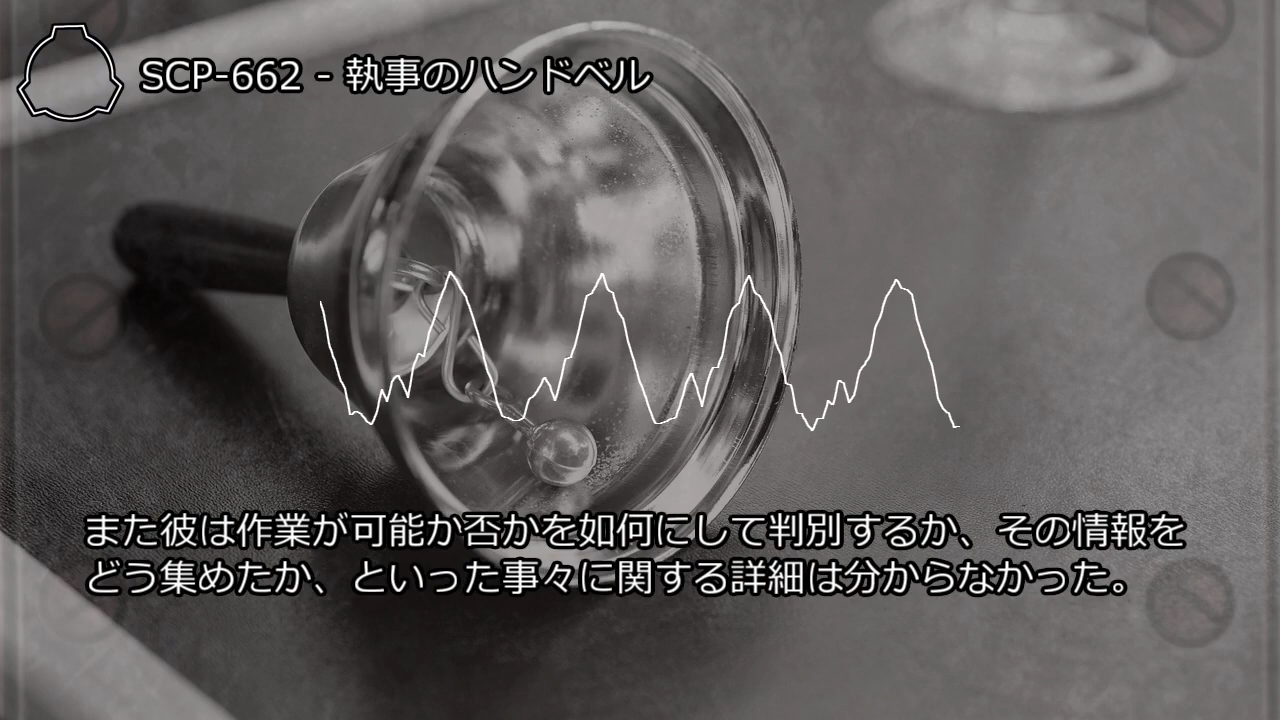 SCP-662 - 執事のハンドベル
また彼は作業が可能か否かを如何にして判別するか、その情報を
どう集めたか、といった事々に関する詳細は分からなかった。